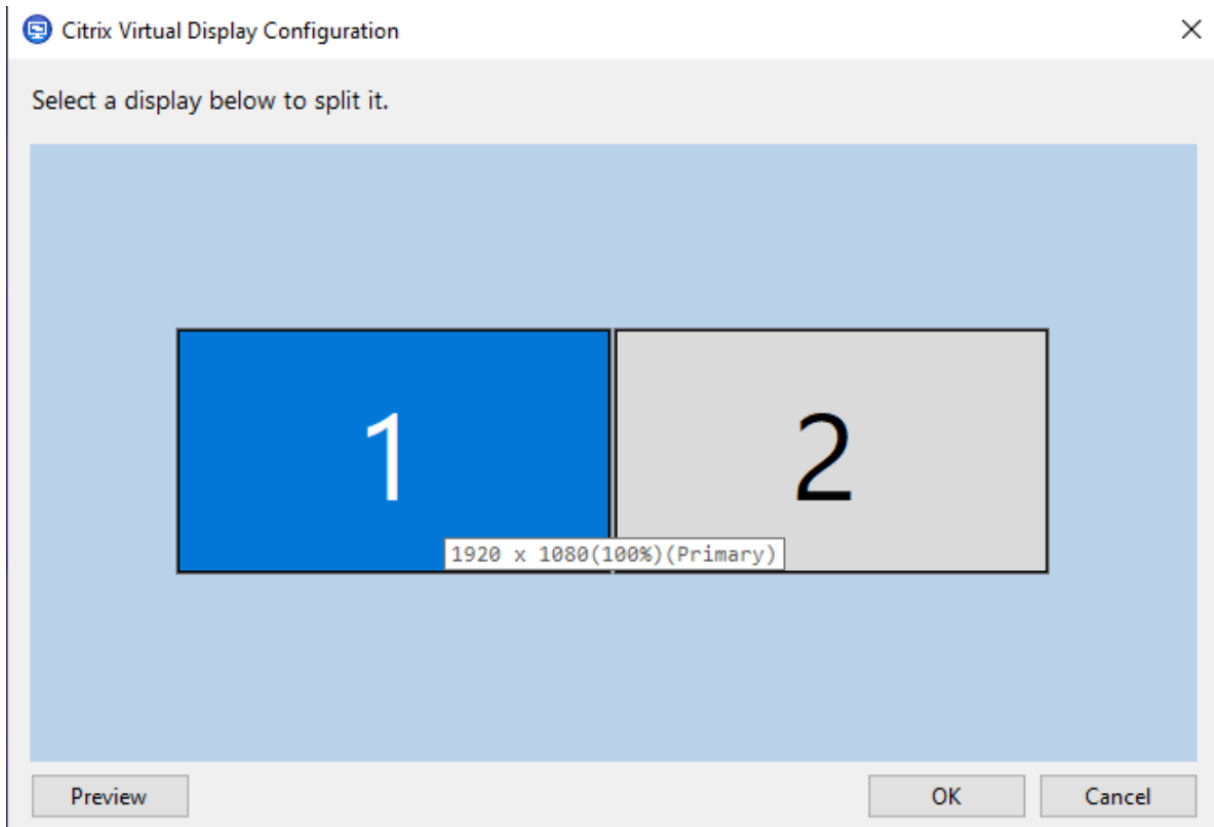 Citrix Virtual Display Configuration
Select a display below to split it.
1
2
1920 x 1080(100%)(Primary)
Preview
OK
Cancel